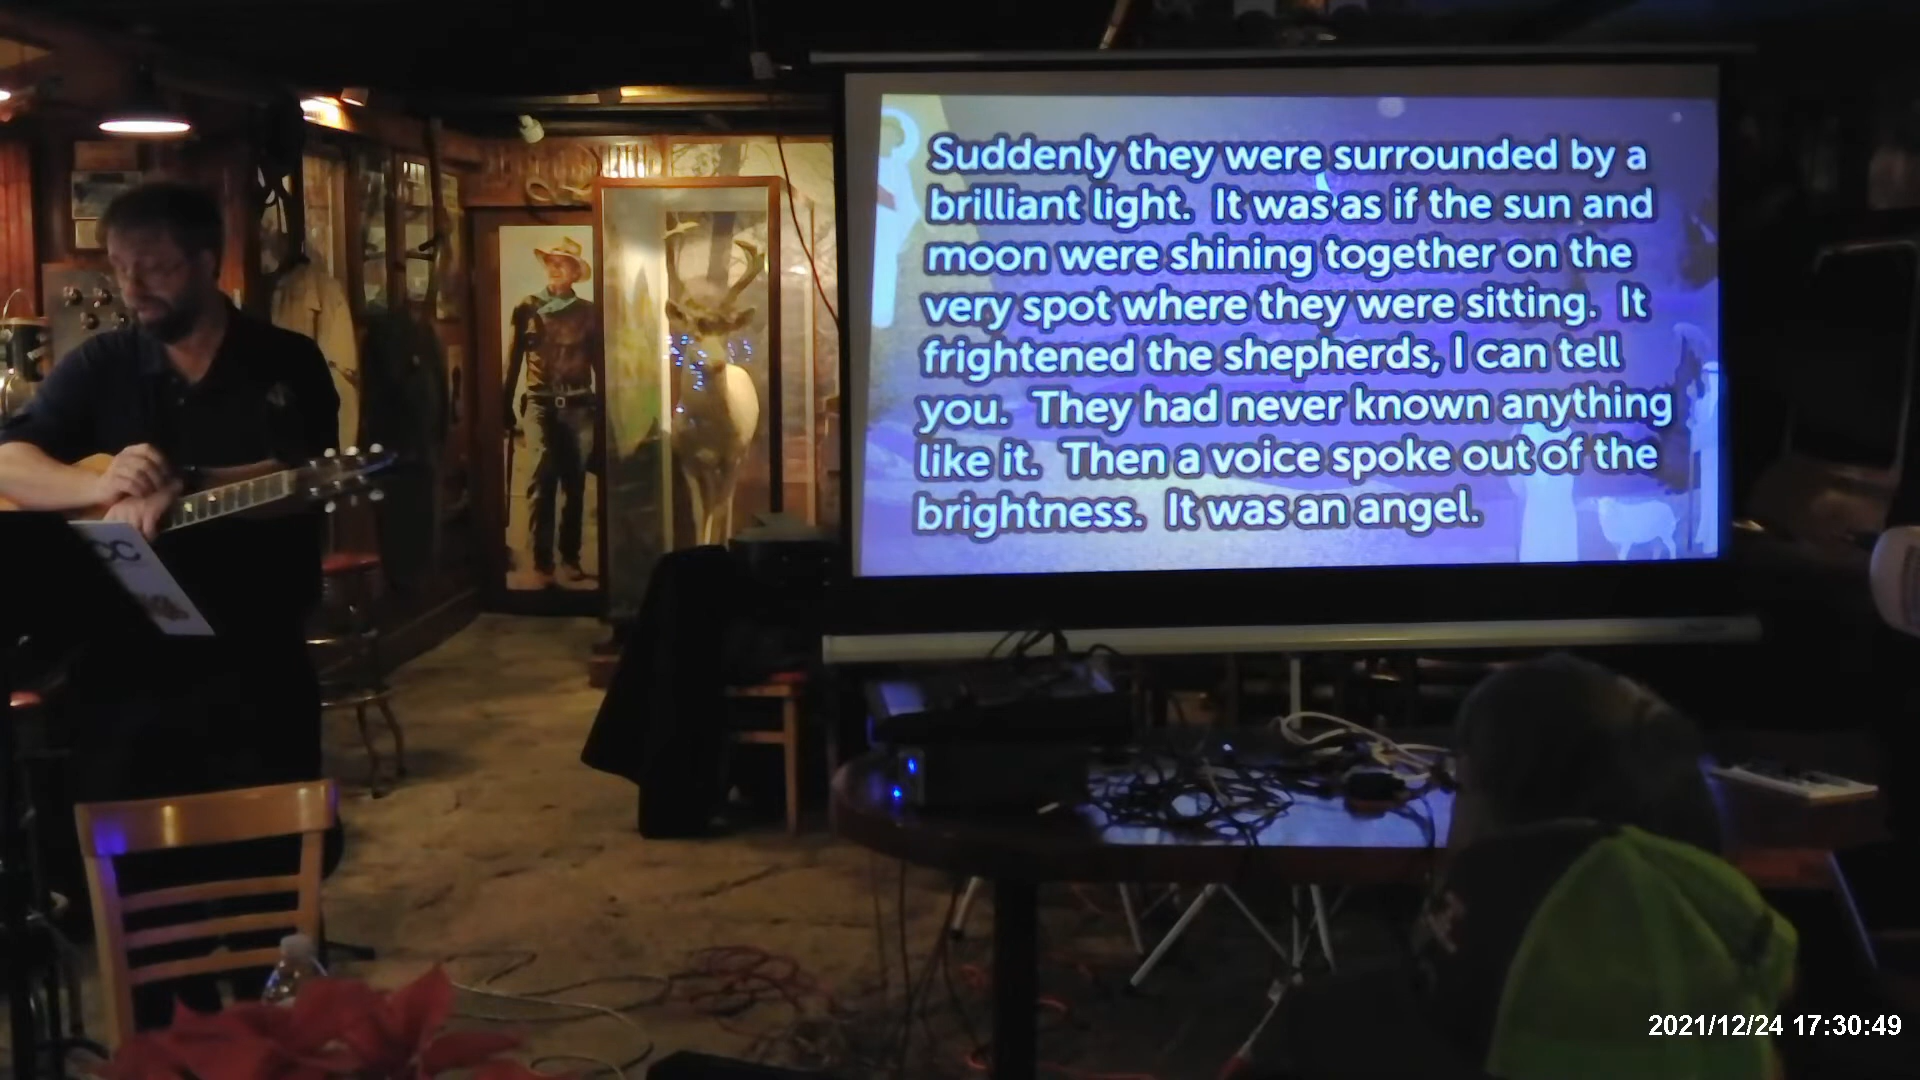 Suddenly they were surrounded by a
brilliant light. It was as if the sun and
moon were shining together on the
very spot where they were sitting. It
frightened the shepherds, I can tell
you. They had never known anything
like it. Then a voice spoke out of the
brightness. It was an angel.
CC
2021/12/24 17:30:49